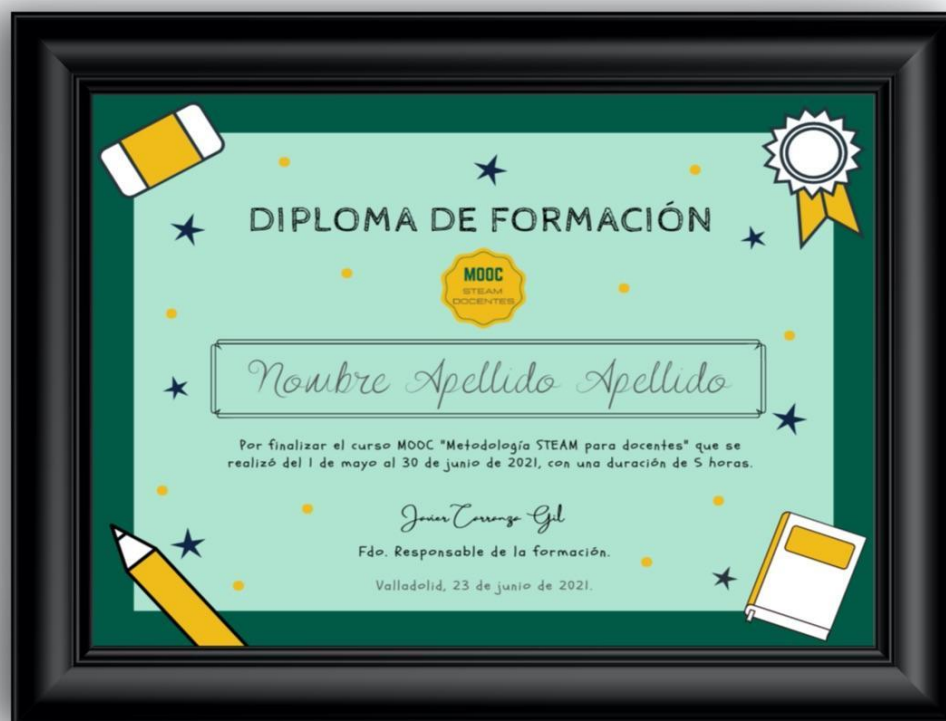 DIPLOMA DE FORMACIÓN
MOOC
STEAM
DOCENTES
Nombre Apellido Apellido
Por finalizar el curso MOOC "Metodología STEAM para docentes" que se
realizó del 1 de mayo al 30 de junio de 2021, con una duración de 5 horas.
Javier Carranza Gil
Fdo. Responsable de la formación.
Valladolid, 23 de junio de 2021.